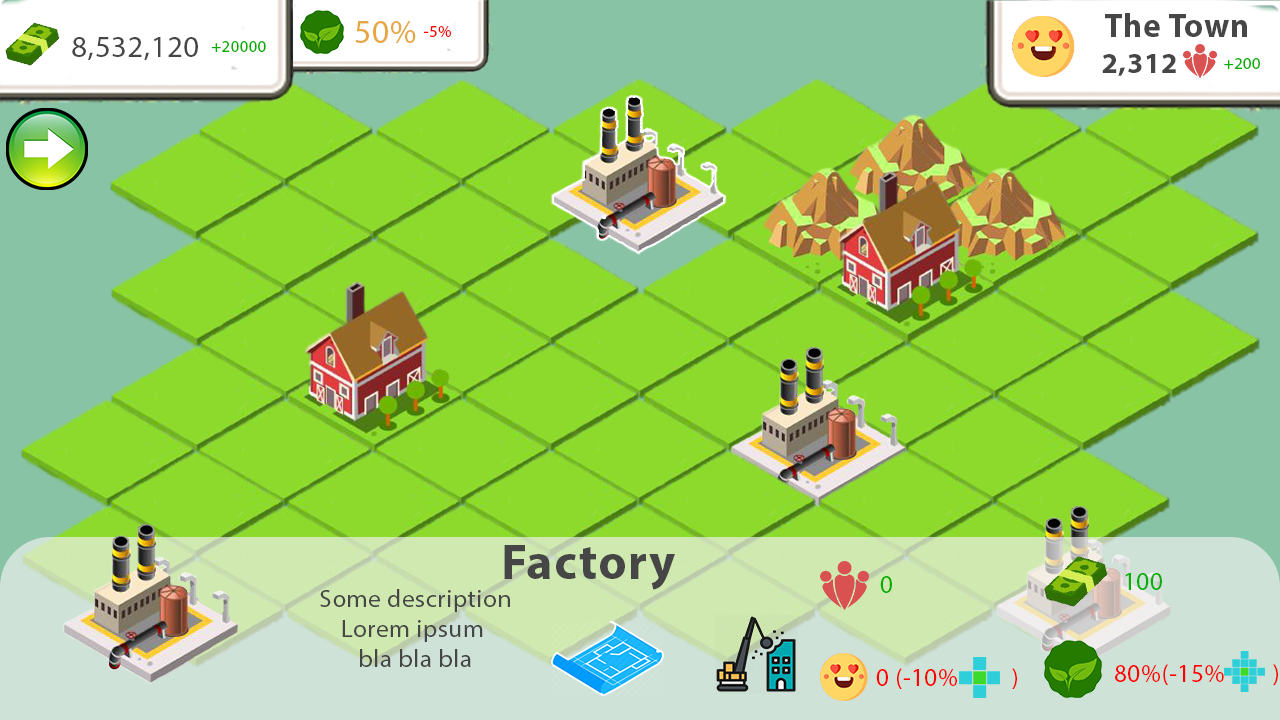 8,532,120 +20000
50% -5%
The Town
2,312 +200
Factory
Some description
Lorem ipsum
bla bla bla
0
100
0 (-10% )
80%(-15% )